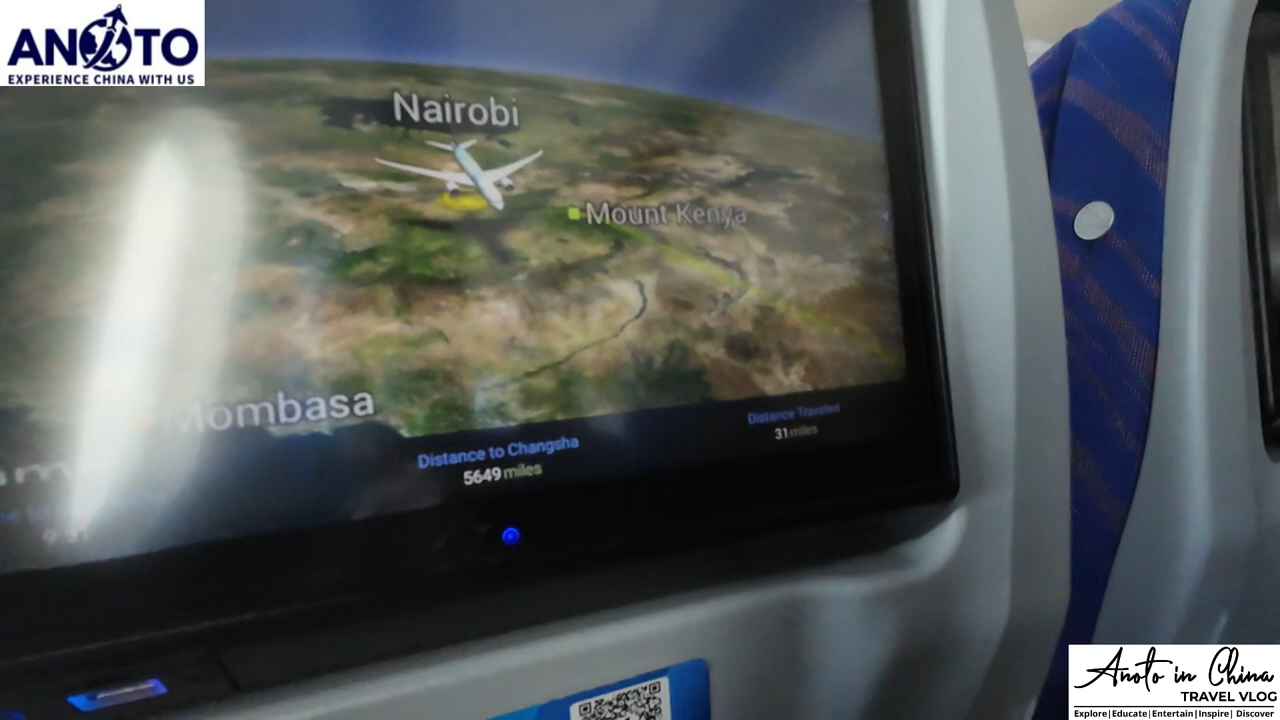 ANOTO
EXPERIENCE CHINA WITH US
Nairobi
Mount Kenya
Mombasa
Distance to Changsha
5649 miles
Distance Traveled
31 miles
Anoto in China
TRAVEL VLOG
Explore|Educate|Entertain|Inspire| Discover